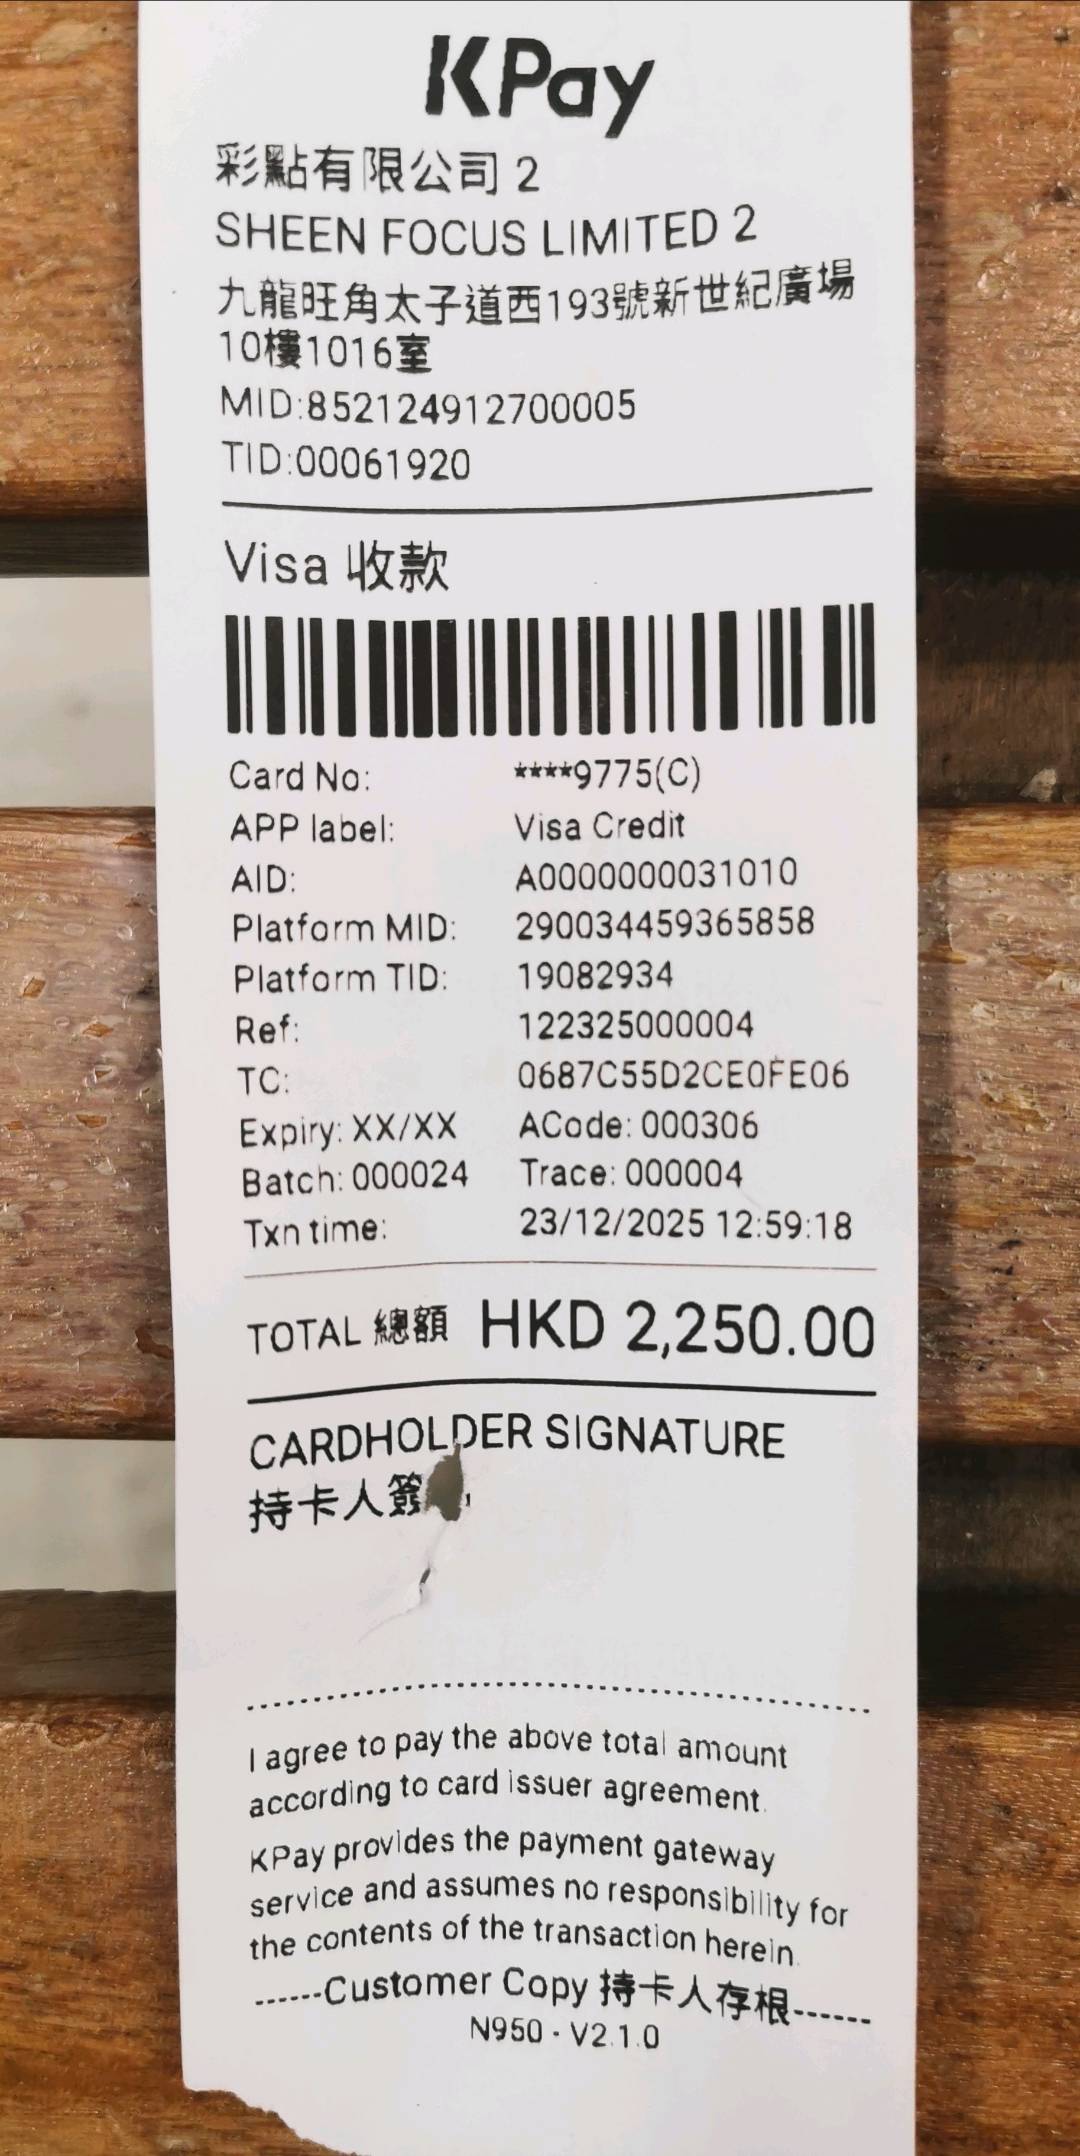 KPay
彩點有限公司 2
SHEEN FOCUS LIMITED 2
九龍旺角太子道西193號新世紀廣場
10樓1016室
MID:852124912700005
TID:00061920
Visa 收款
Card No: ****9775(C)
APP label: Visa Credit
AID: A0000000031010
Platform MID: 290034459365858
Platform TID: 19082934
Ref: 122325000004
TC: 0687C55D2CE0FE06
Expiry: XX/XX ACode: 000306
Batch: 000024 Trace: 000004
Txn time: 23/12/2025 12:59:18
TOTAL 總額 HKD 2,250.00
CARDHOLDER SIGNATURE
持卡人簽
I agree to pay the above total amount
according to card issuer agreement.
KPay provides the payment gateway
service and assumes no responsibility for
the contents of the transaction herein.
------Customer Copy 持卡人存根------
N950 - V2.1.0